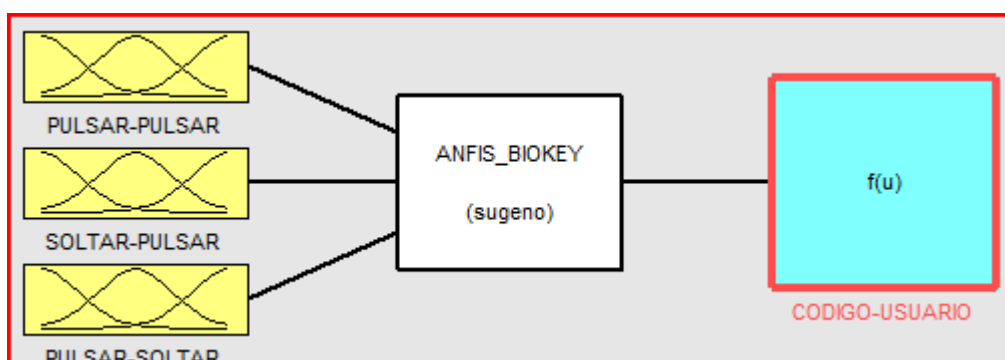 PULSAR-PULSAR
SOLTAR-PULSAR
PULSAR-SOLTAR
ANFIS_BIOKEY
(sugeno)
f(u)
CODIGO-USUARIO